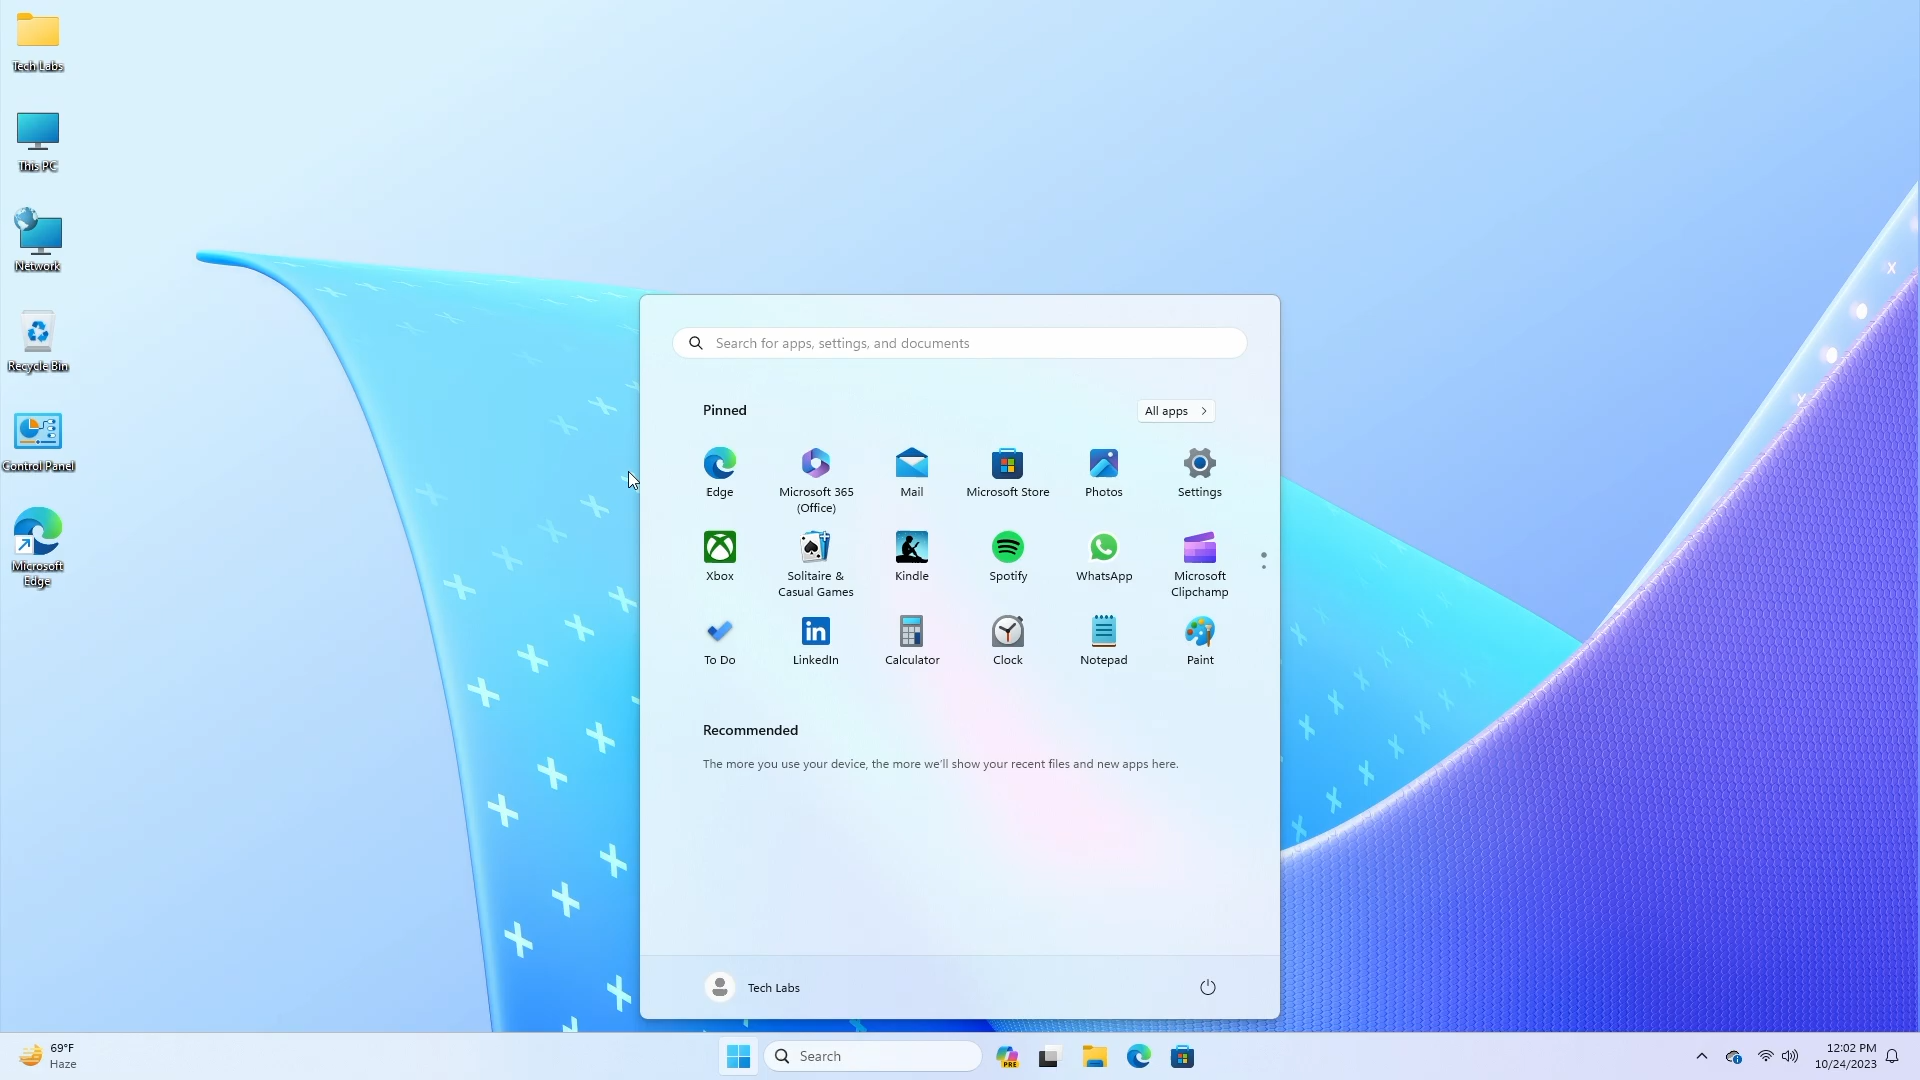 Tech Labs
This PC
Network
Recycle Bin
Control Panel
Microsoft
Edge
Search for apps, settings, and documents
Pinned
All apps
Edge
Microsoft 365
(Office)
Mail
Microsoft Store
Photos
Settings
Xbox
Solitaire &
Casual Games
Kindle
Spotify
WhatsApp
Microsoft
Clipchamp
To Do
LinkedIn
Calculator
Clock
Notepad
Paint
Recommended
The more you use your device, the more we'll show your recent files and new apps here.
Tech Labs
69°F
Haze
Search
PRE
12:02 PM
10/24/2023